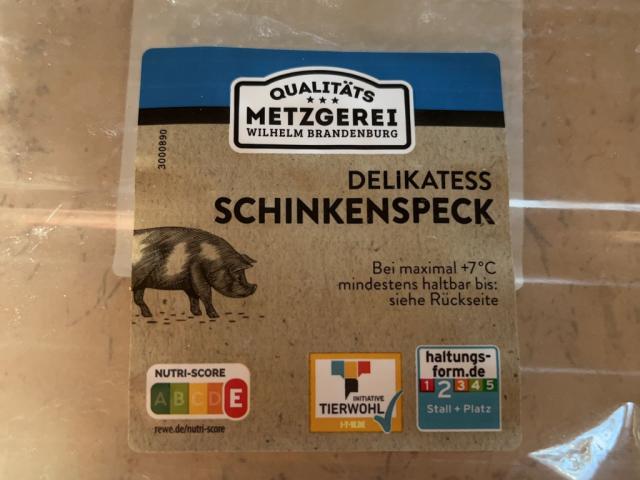 QUALITÄTS
METZGEREI
WILHELM BRANDENBURG
3000890
DELIKATESS
SCHINKENSPECK
Bei maximal +7°C
mindestens haltbar bis:
siehe Rückseite
NUTRI-SCORE
A B C D E
rewe.de/nutri-score
INITIATIVE
TIERWOHL
I-T-W.DE
haltungs-
form.de
1 2 3 4 5
Stall + Platz